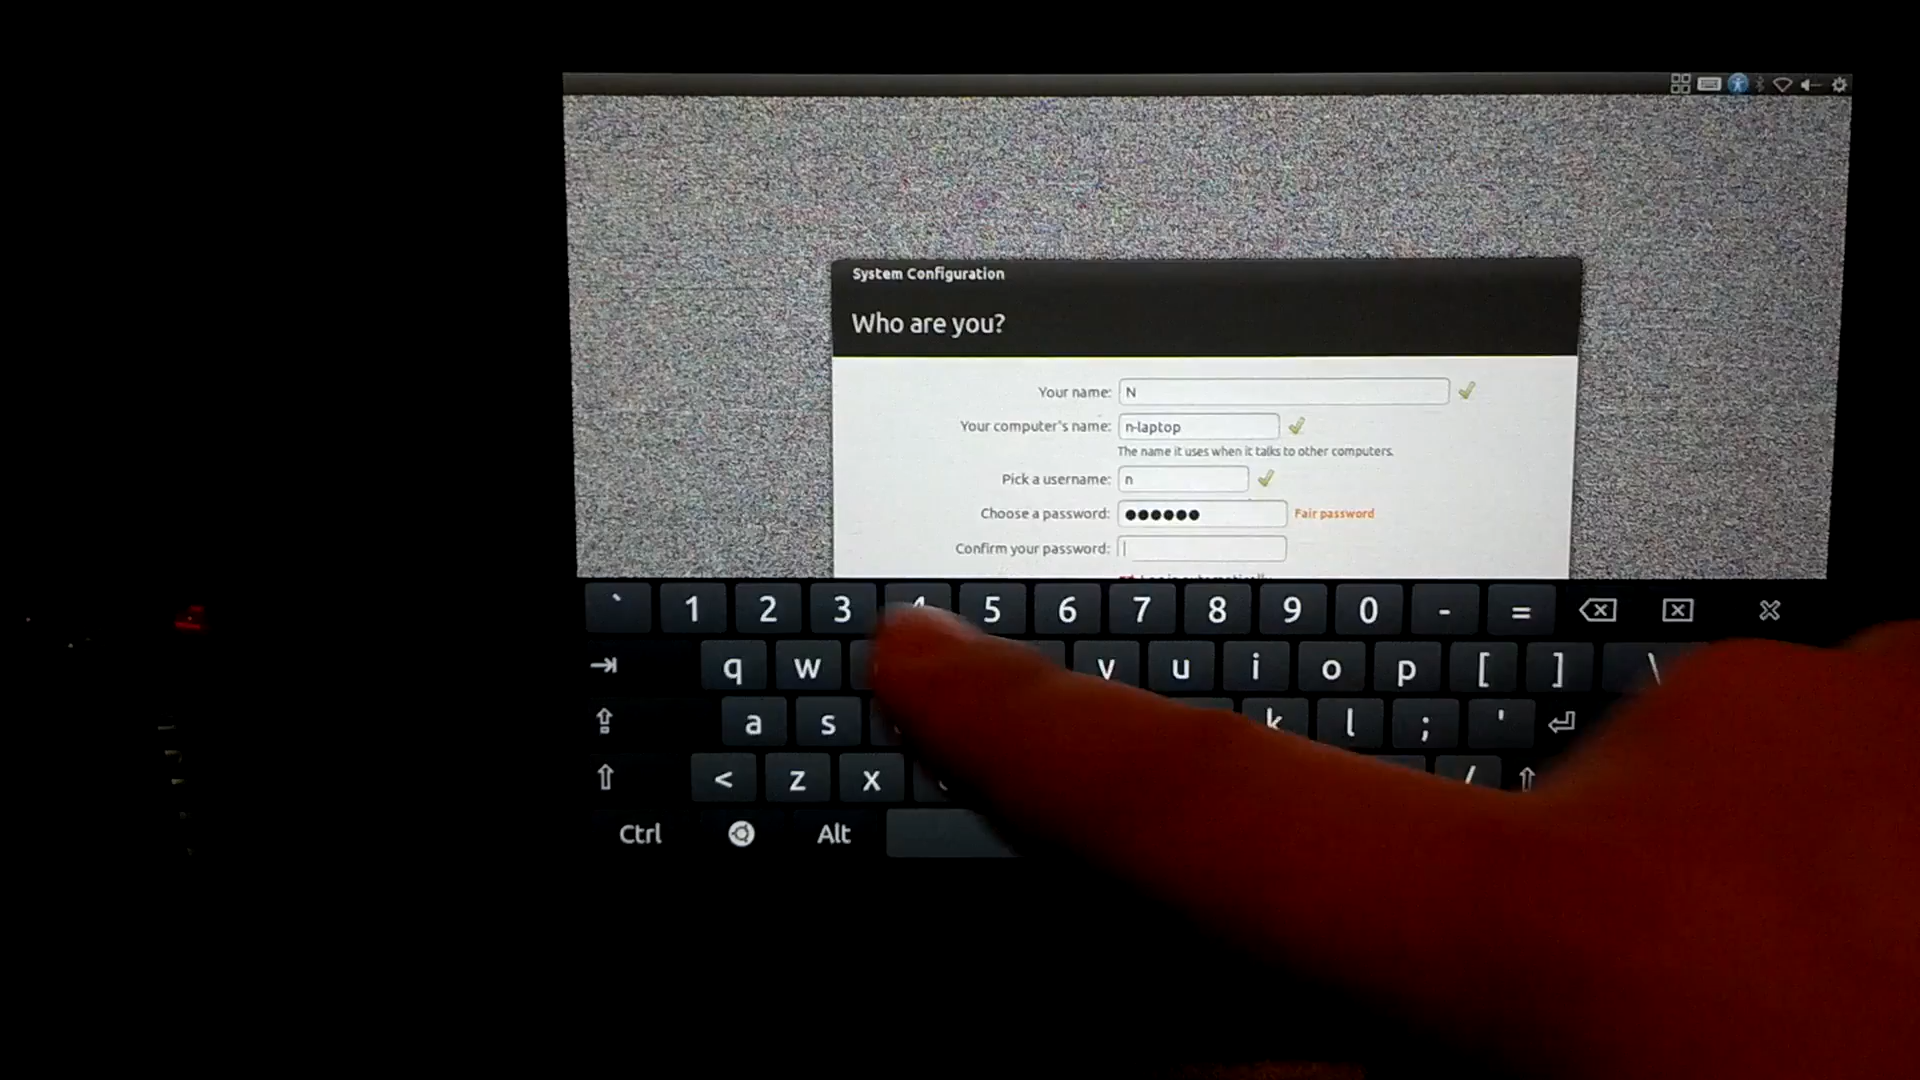 System Configuration
Who are you?
Your name: N
Your computer's name: n-laptop
The name it uses when it talks to other computers.
Pick a username: n
Choose a password: ●●●●●● Fair password
Confirm your password:
` 1 2 3 4 5 6 7 8 9 0 - =
q w y u i o p [ ] \
a s k l ; '
< z x /
Ctrl Alt